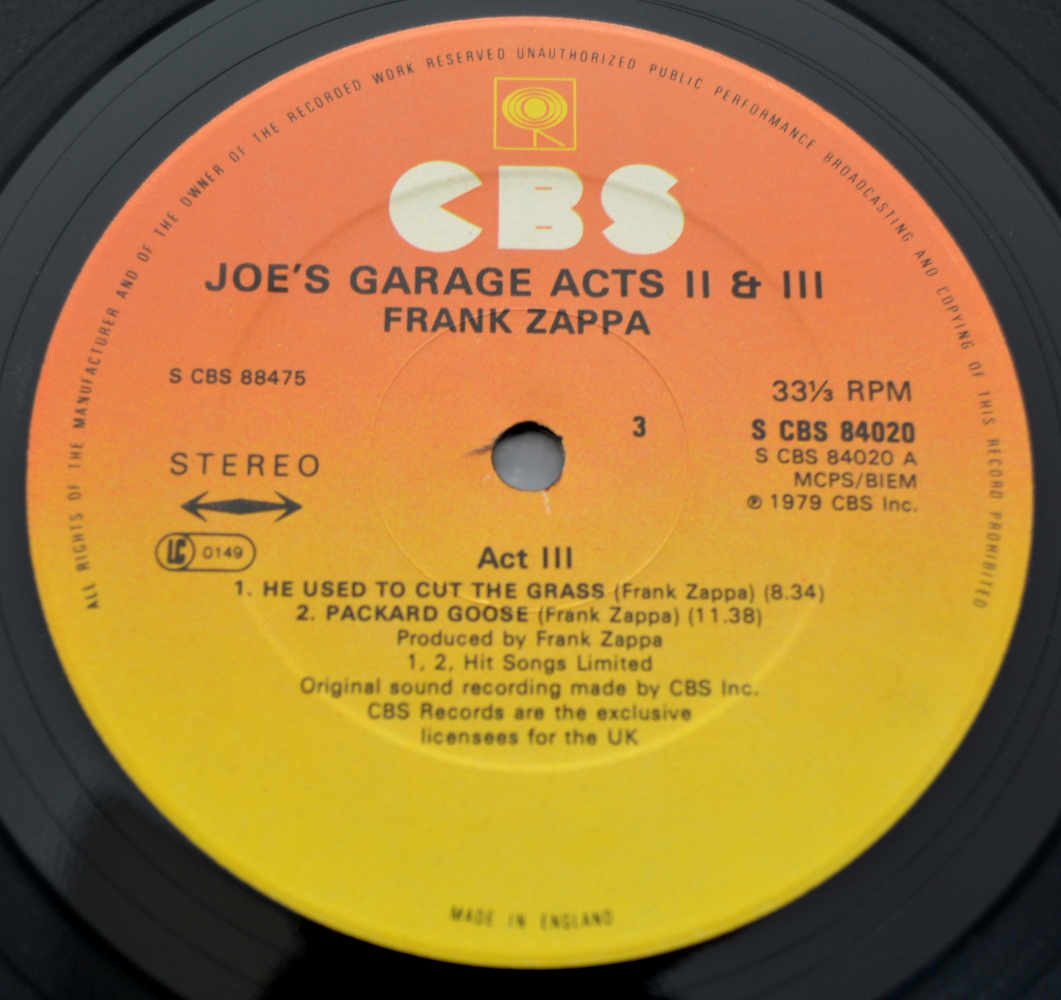 ALL RIGHTS OF THE MANUFACTURER AND OF THE OWNER OF THE RECORDED WORK RESERVED UNAUTHORIZED PUBLIC PERFORMANCE BROADCASTING AND COPYING OF THIS RECORD PROHIBITED
CBS
JOE'S GARAGE ACTS II & III
FRANK ZAPPA
S CBS 88475
33⅓ RPM
3
S CBS 84020
S CBS 84020 A
STEREO
MCPS/BIEM
℗ 1979 CBS Inc.
LC 0149
Act III
1. HE USED TO CUT THE GRASS (Frank Zappa) (8.34)
2. PACKARD GOOSE (Frank Zappa) (11.38)
Produced by Frank Zappa
1, 2, Hit Songs Limited
Original sound recording made by CBS Inc.
CBS Records are the exclusive
licensees for the UK
MADE IN ENGLAND